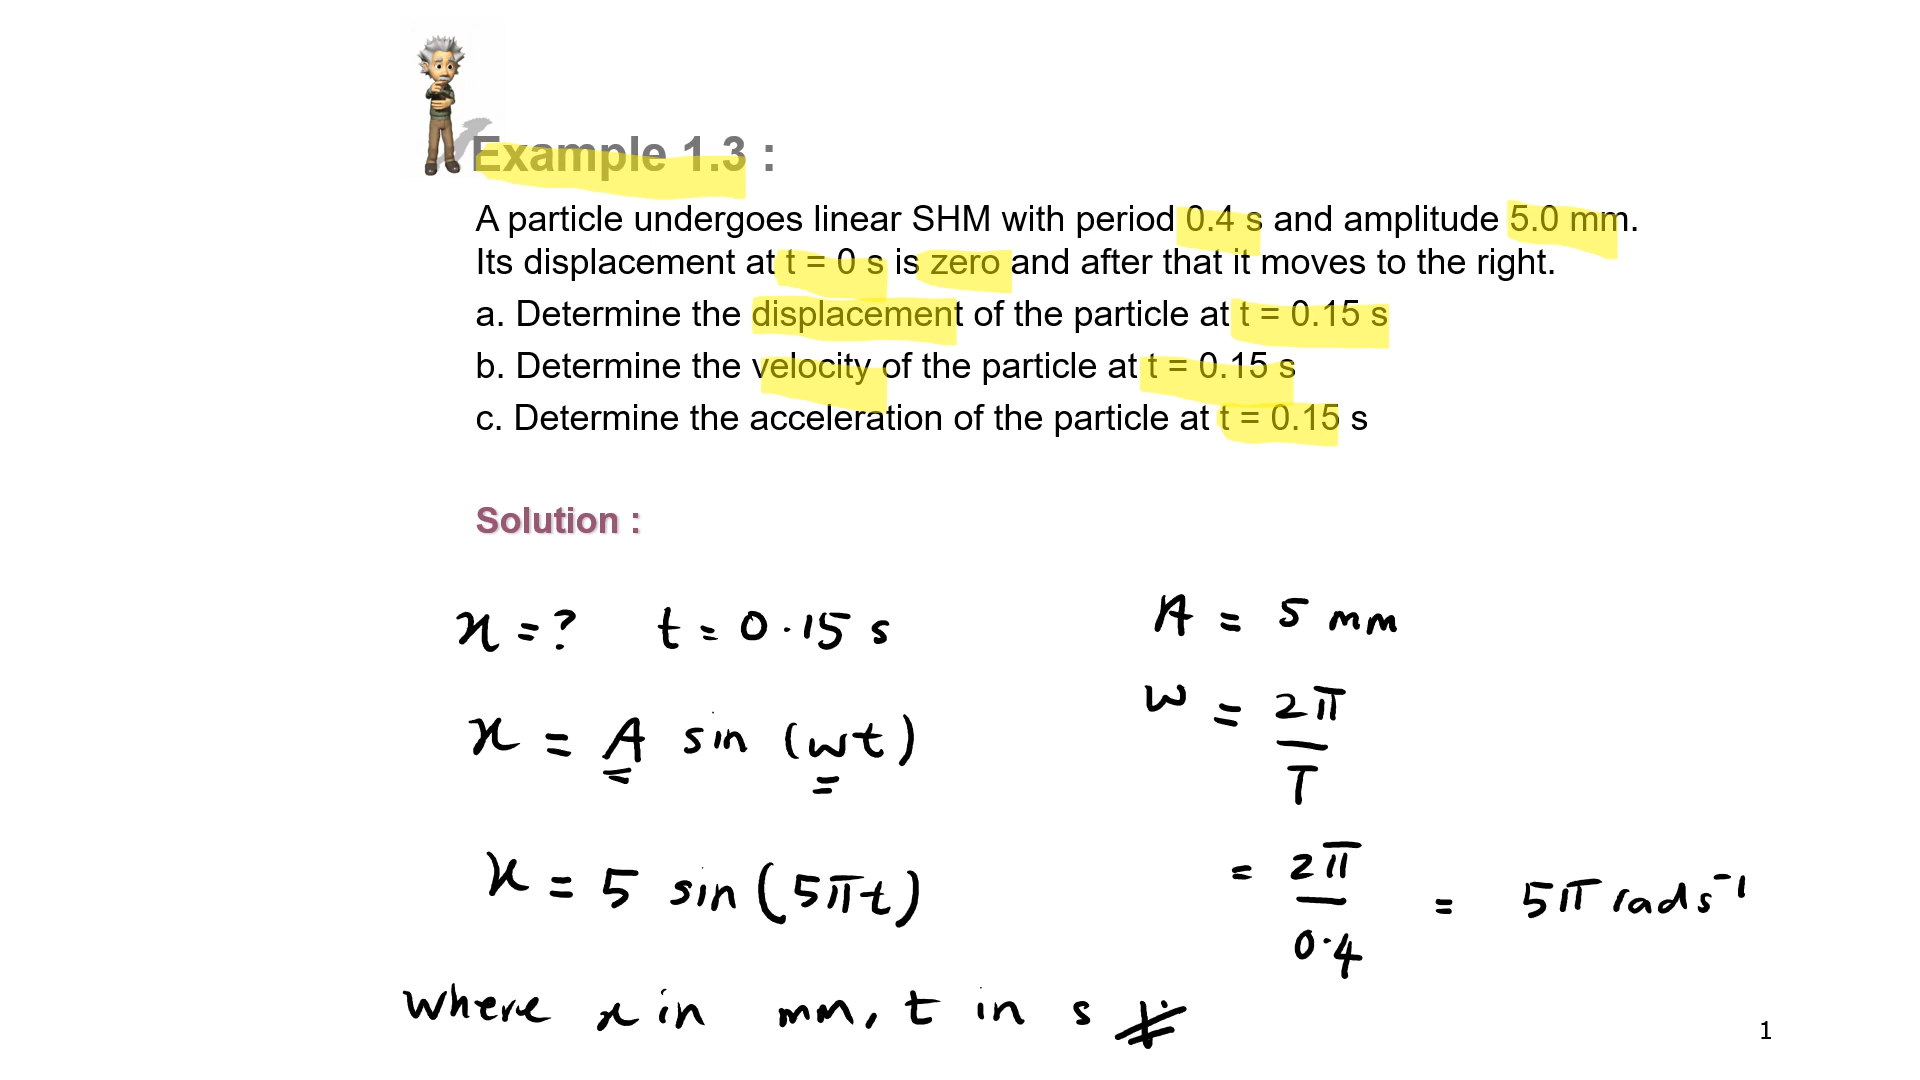 Example 1.3 :
A particle undergoes linear SHM with period 0.4 s and amplitude 5.0 mm.
Its displacement at t = 0 s is zero and after that it moves to the right.
a. Determine the displacement of the particle at t = 0.15 s
b. Determine the velocity of the particle at t = 0.15 s
c. Determine the acceleration of the particle at t = 0.15 s
Solution :
x = ? t = 0.15 s
x = A sin (ωt)
x = 5 sin (5πt)
where x in mm, t in s
A = 5 mm
ω = 2π
T
= 2π
0.4
= 5π rad s⁻¹
1